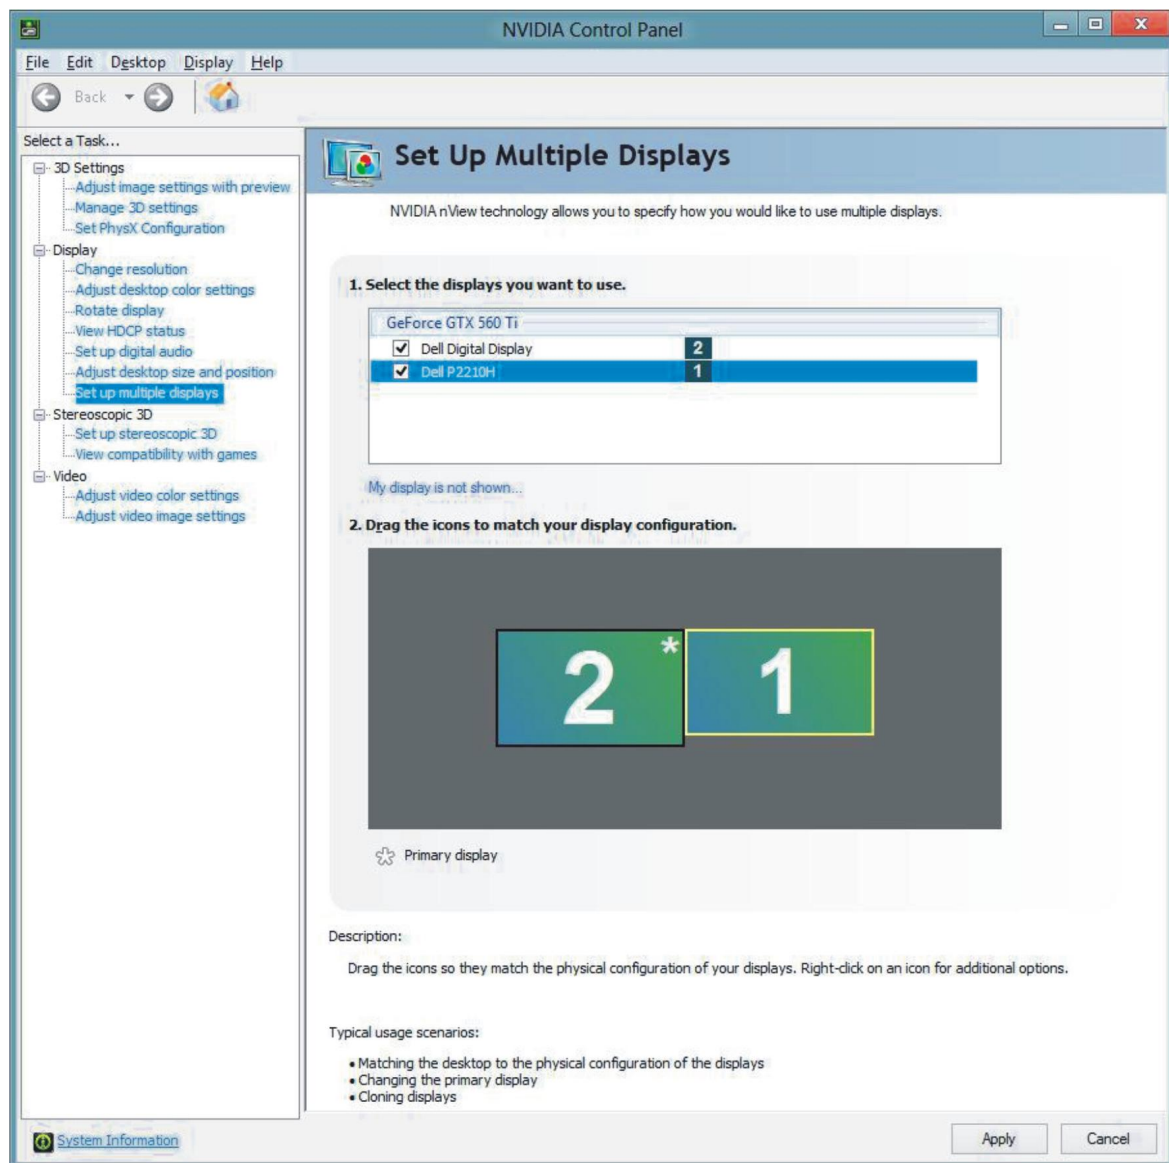 NVIDIA Control Panel
File Edit Desktop Display Help
Back
Select a Task...
3D Settings
Adjust image settings with preview
Manage 3D settings
Set PhysX Configuration
Display
Change resolution
Adjust desktop color settings
Rotate display
View HDCP status
Set up digital audio
Adjust desktop size and position
Set up multiple displays
Stereoscopic 3D
Set up stereoscopic 3D
View compatibility with games
Video
Adjust video color settings
Adjust video image settings
System Information
Set Up Multiple Displays
NVIDIA nView technology allows you to specify how you would like to use multiple displays.
1. Select the displays you want to use.
GeForce GTX 560 Ti
Dell Digital Display 2
Dell P2210H 1
My display is not shown...
2. Drag the icons to match your display configuration.
2 * 1
Primary display
Description:
Drag the icons so they match the physical configuration of your displays. Right-click on an icon for additional options.
Typical usage scenarios:
• Matching the desktop to the physical configuration of the displays
• Changing the primary display
• Cloning displays
Apply Cancel